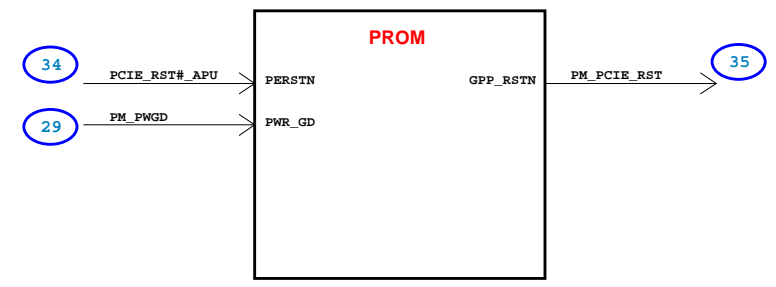 PROM
34 PCIE_RST#_APU PERSTN GPP_RSTN PM_PCIE_RST 35
29 PM_PWGD PWR_GD